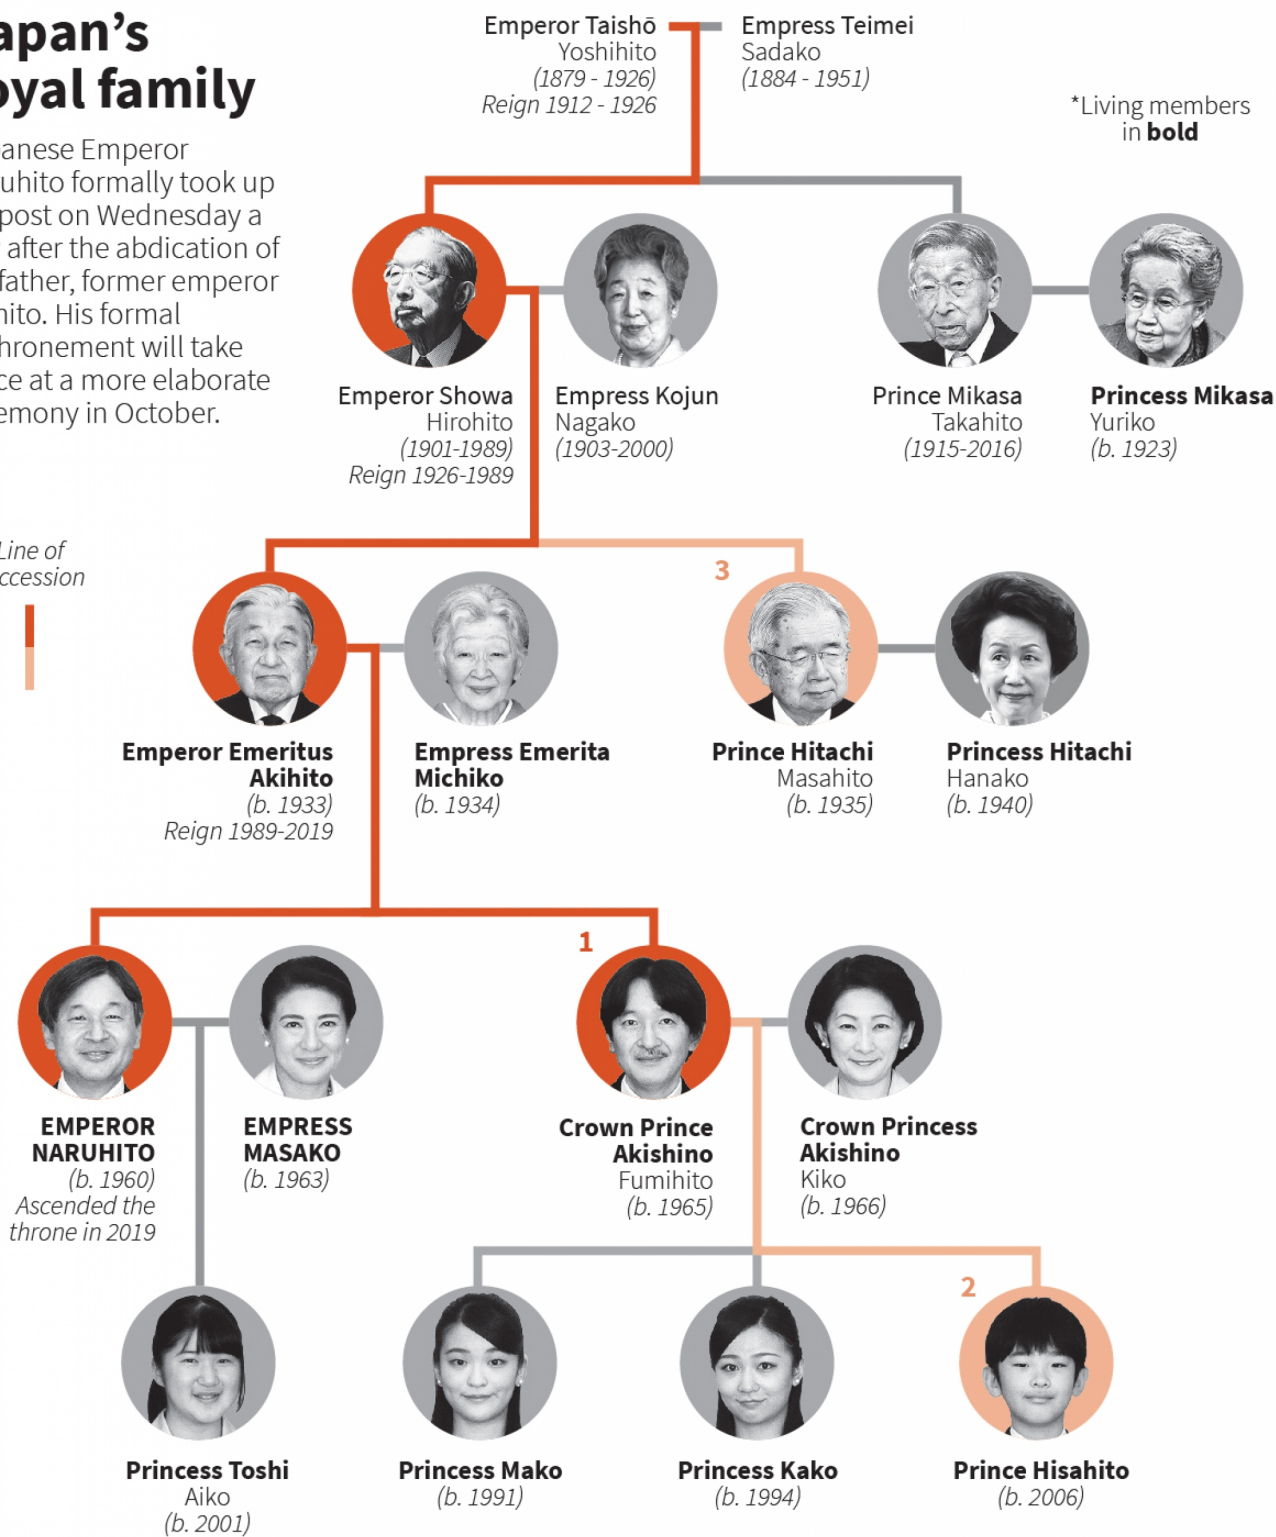 apan's
oyal family
anese Emperor
uhito formally took up
post on Wednesday a
after the abdication of
father, former emperor
hito. His formal
hronement will take
ce at a more elaborate
emony in October.
Emperor Taishō
Yoshihito
(1879 - 1926)
Reign 1912 - 1926
Empress Teimei
Sadako
(1884 - 1951)
*Living members
in bold
Emperor Showa
Hirohito
(1901-1989)
Reign 1926-1989
Empress Kojun
Nagako
(1903-2000)
Prince Mikasa
Takahito
(1915-2016)
Princess Mikasa
Yuriko
(b. 1923)
Line of
ccession
3
Emperor Emeritus
Akihito
(b. 1933)
Reign 1989-2019
Empress Emerita
Michiko
(b. 1934)
Prince Hitachi
Masahito
(b. 1935)
Princess Hitachi
Hanako
(b. 1940)
1
EMPEROR
NARUHITO
(b. 1960)
Ascended the
throne in 2019
EMPRESS
MASAKO
(b. 1963)
Crown Prince
Akishino
Fumihito
(b. 1965)
Crown Princess
Akishino
Kiko
(b. 1966)
2
Princess Toshi
Aiko
(b. 2001)
Princess Mako
(b. 1991)
Princess Kako
(b. 1994)
Prince Hisahito
(b. 2006)